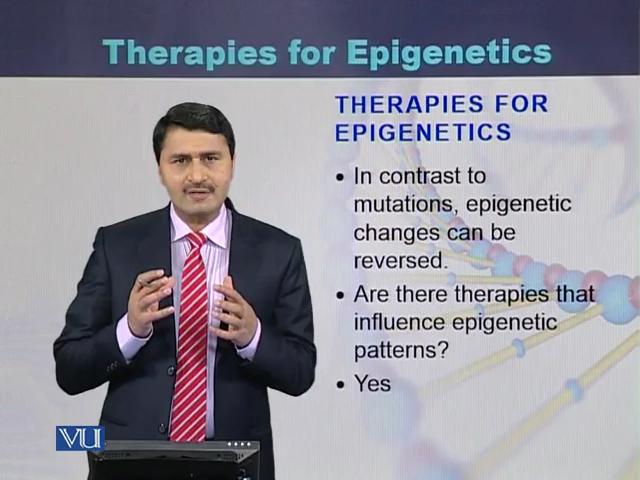 Therapies for Epigenetics
THERAPIES FOR
EPIGENETICS
• In contrast to
mutations, epigenetic
changes can be
reversed.
• Are there therapies that
influence epigenetic
patterns?
• Yes
VU